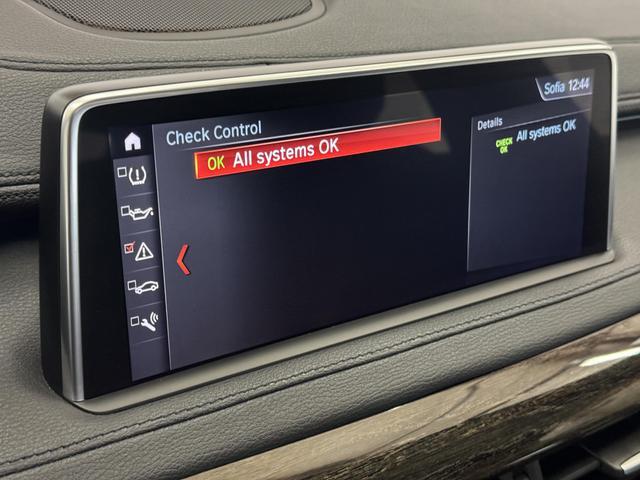 Sofia 12:44
Check Control
OK All systems OK
Details
CHECK OK All systems OK